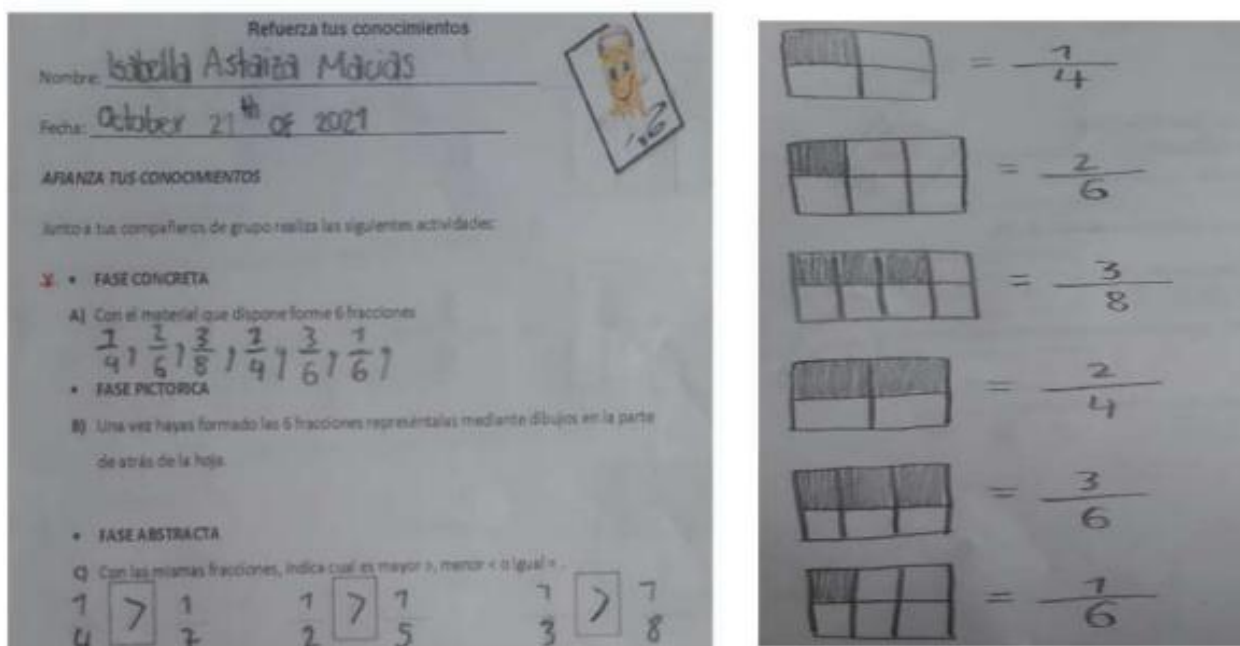 Refuerza tus conocimientos
Nombre: Isabella Astaiza Macias
Fecha: October 21th of 2021
AFIANZA TUS CONOCIMIENTOS
Junto a tus compañeros de grupo realiza las siguientes actividades:
• FASE CONCRETA
A) Con el material que dispone forme 6 fracciones
1/4, 2/6, 3/8, 2/4, 3/6, 1/6,
• FASE PICTORICA
B) Una vez hayas formado las 6 fracciones represéntalas mediante dibujos en la parte
de atrás de la hoja.
• FASE ABSTRACTA
C) Con las mismas fracciones, indica cual es mayor >, menor < o igual = .
1/4 > 1/7 1/2 > 1/5 1/3 > 1/8
= 1/4
= 2/6
= 3/8
= 2/4
= 3/6
= 1/6